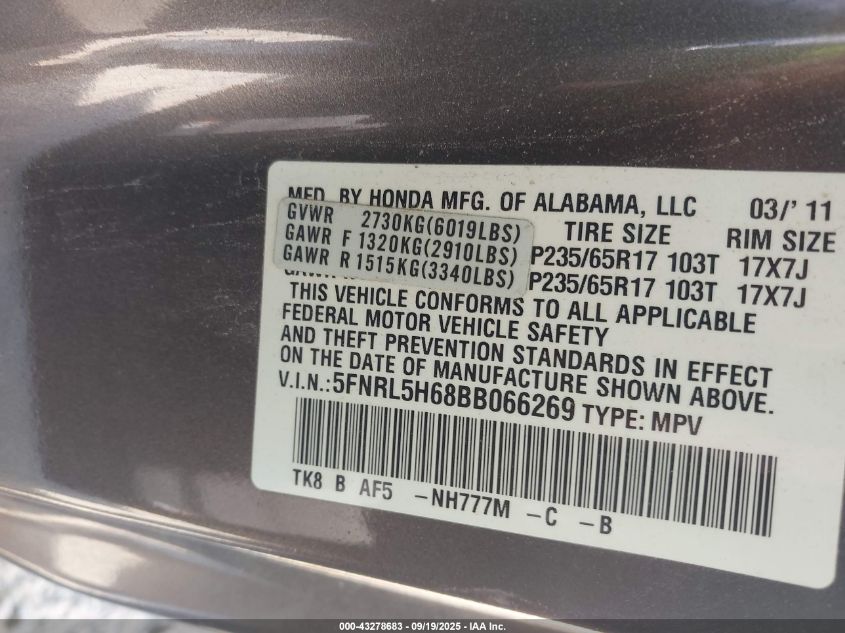 MFD. BY HONDA MFG. OF ALABAMA, LLC 03/' 11
GVWR 2730KG(6019LBS) TIRE SIZE RIM SIZE
GAWR F 1320KG(2910LBS) P235/65R17 103T 17X7J
GAWR R 1515KG(3340LBS) P235/65R17 103T 17X7J
THIS VEHICLE CONFORMS TO ALL APPLICABLE
FEDERAL MOTOR VEHICLE SAFETY
AND THEFT PREVENTION STANDARDS IN EFFECT
ON THE DATE OF MANUFACTURE SHOWN ABOVE.
V.I.N.:5FNRL5H68BB066269 TYPE: MPV
TK8 B AF5 -NH777M -C -B
000-43278683 - 09/19/2025 - IAA Inc.